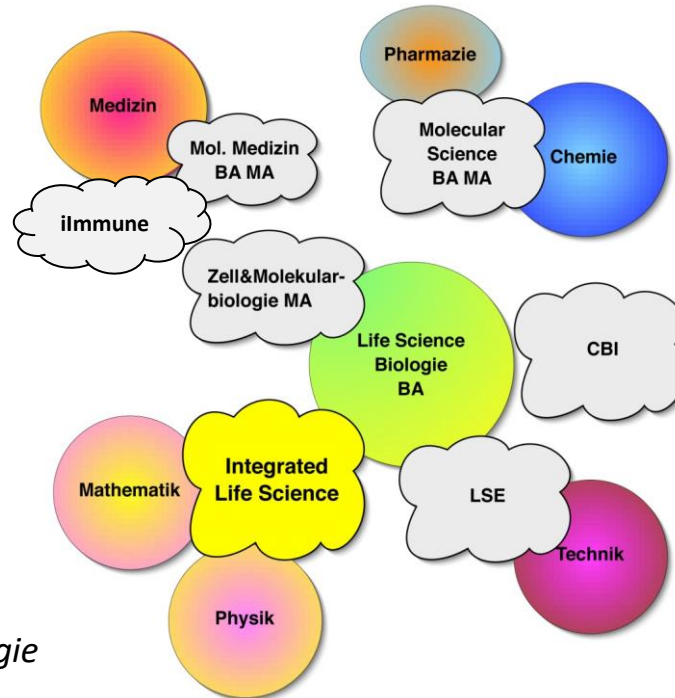 Pharmazie
Medizin
Mol. Medizin
BA MA
Molecular
Science
BA MA
Chemie
iImmune
Zell&Molekular-
biologie MA
Life Science
Biologie
BA
CBI
Integrated
Life Science
Mathematik
LSE
Technik
Physik
gie